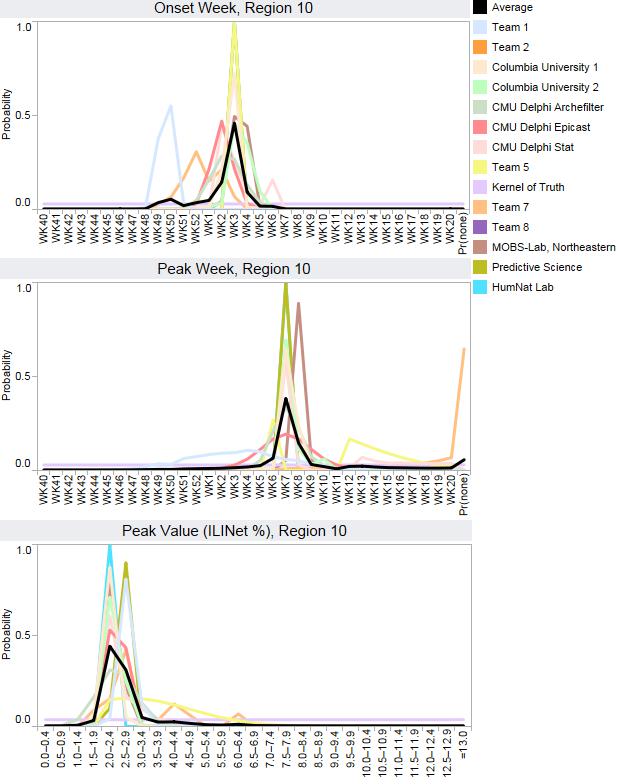 Onset Week, Region 10
Probability
1.0
0.5
0.0
WK40 WK41 WK42 WK43 WK44 WK45 WK46 WK47 WK48 WK49 WK50 WK51 WK52 WK1 WK2 WK3 WK4 WK5 WK6 WK7 WK8 WK9 WK10 WK11 WK12 WK13 WK14 WK15 WK16 WK17 WK18 WK19 WK20 Pr(none)
Average
Team 1
Team 2
Columbia University 1
Columbia University 2
CMU Delphi Archefilter
CMU Delphi Epicast
CMU Delphi Stat
Team 5
Kernel of Truth
Team 7
Team 8
MOBS-Lab, Northeastern
Predictive Science
HumNat Lab
Peak Week, Region 10
Probability
1.0
0.5
0.0
WK40 WK41 WK42 WK43 WK44 WK45 WK46 WK47 WK48 WK49 WK50 WK51 WK52 WK1 WK2 WK3 WK4 WK5 WK6 WK7 WK8 WK9 WK10 WK11 WK12 WK13 WK14 WK15 WK16 WK17 WK18 WK19 WK20 Pr(none)
Peak Value (ILINet %), Region 10
Probability
1.0
0.5
0.0
0.0–0.4 0.5–0.9 1.0–1.4 1.5–1.9 2.0–2.4 2.5–2.9 3.0–3.4 3.5–3.9 4.0–4.4 4.5–4.9 5.0–5.4 5.5–5.9 6.0–6.4 6.5–6.9 7.0–7.4 7.5–7.9 8.0–8.4 8.5–8.9 9.0–9.4 9.5–9.9 10.0–10.4 10.5–10.9 11.0–11.4 11.5–11.9 12.0–12.4 12.5–12.9 =13.0